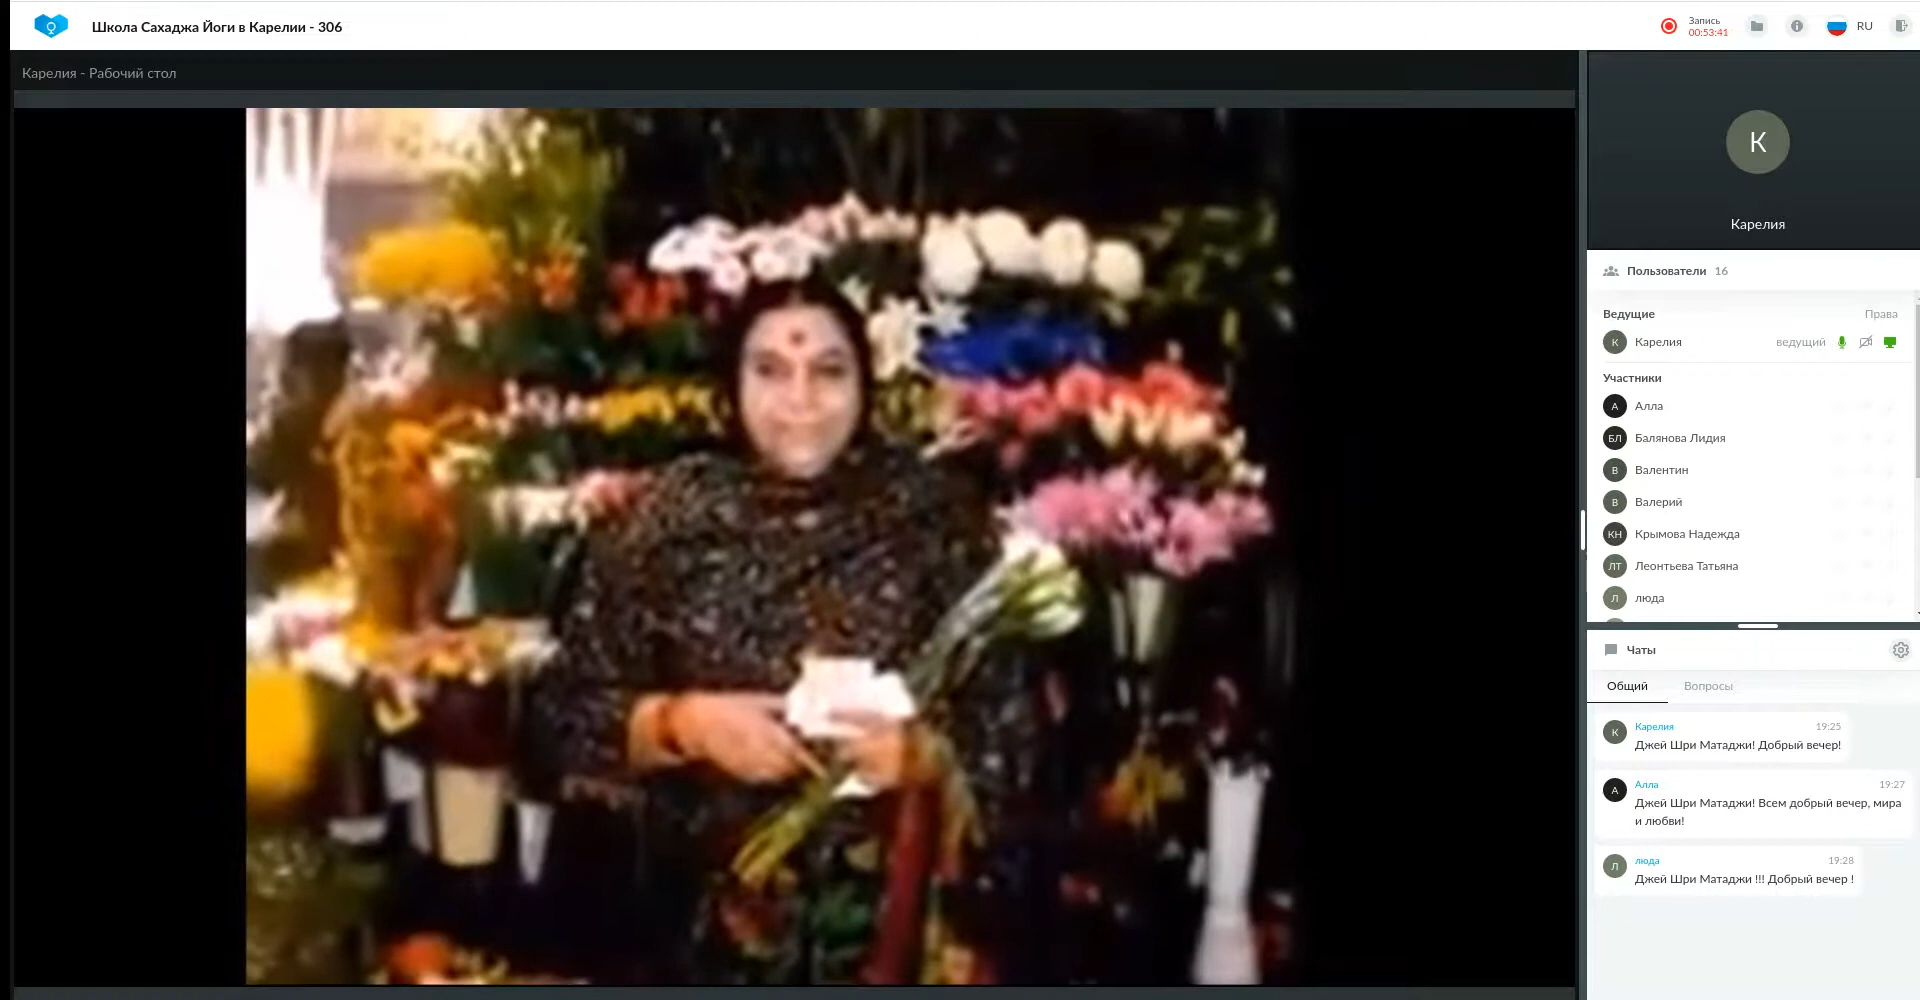 Школа Сахаджа Йоги в Карелии - 306
Запись
00:53:41
RU
Карелия - Рабочий стол
К
Карелия
Пользователи 16
Ведущие Права
К Карелия ведущий
Участники
А Алла
БЛ Балянова Лидия
В Валентин
В Валерий
КН Крымова Надежда
ЛТ Леонтьева Татьяна
Л люда
Чаты
Общий Вопросы
К Карелия 19:25
Джей Шри Матаджи! Добрый вечер!
А Алла 19:27
Джей Шри Матаджи! Всем добрый вечер, мира
и любви!
Л люда 19:28
Джей Шри Матаджи !!! Добрый вечер !